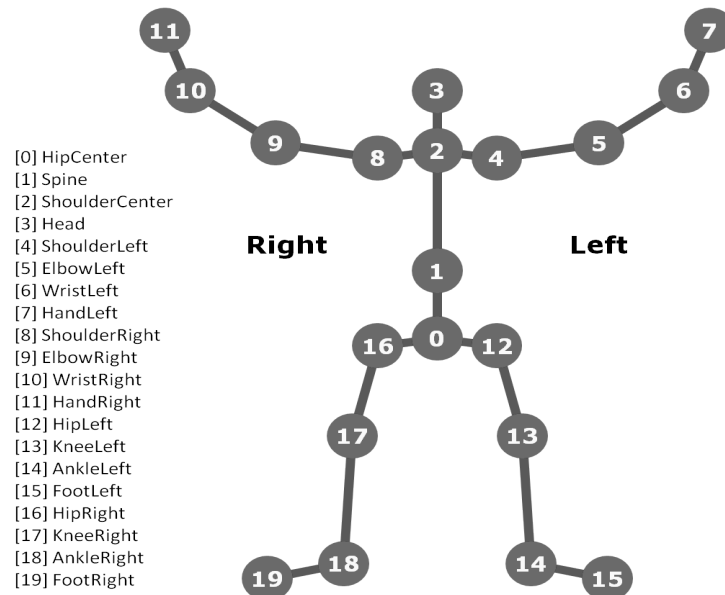 11
7
10
3
6
9
8
2
4
5
[0] HipCenter
[1] Spine
[2] ShoulderCenter
[3] Head
[4] ShoulderLeft
[5] ElbowLeft
[6] WristLeft
[7] HandLeft
[8] ShoulderRight
[9] ElbowRight
[10] WristRight
[11] HandRight
[12] HipLeft
[13] KneeLeft
[14] AnkleLeft
[15] FootLeft
[16] HipRight
[17] KneeRight
[18] AnkleRight
[19] FootRight
Right
Left
1
16
0
12
17
13
19
18
14
15